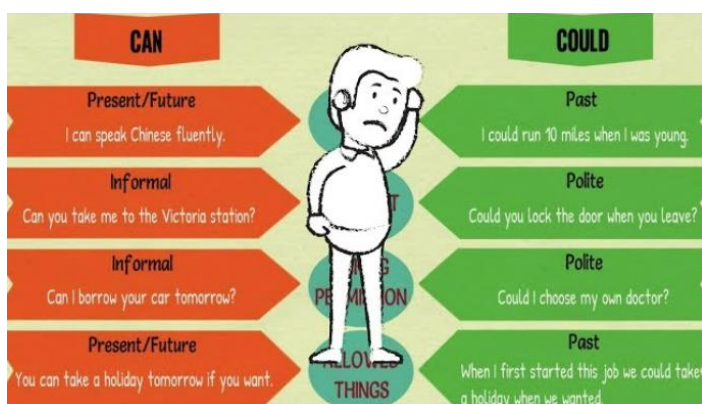 CAN
COULD
Present/Future
I can speak Chinese fluently.
Past
I could run 10 miles when I was young.
Informal
Can you take me to the Victoria station?
Polite
Could you lock the door when you leave?
Informal
Can I borrow your car tomorrow?
Polite
Could I choose my own doctor?
Present/Future
You can take a holiday tomorrow if you want.
THINGS
Past
When I first started this job we could take
a holiday when we wanted.